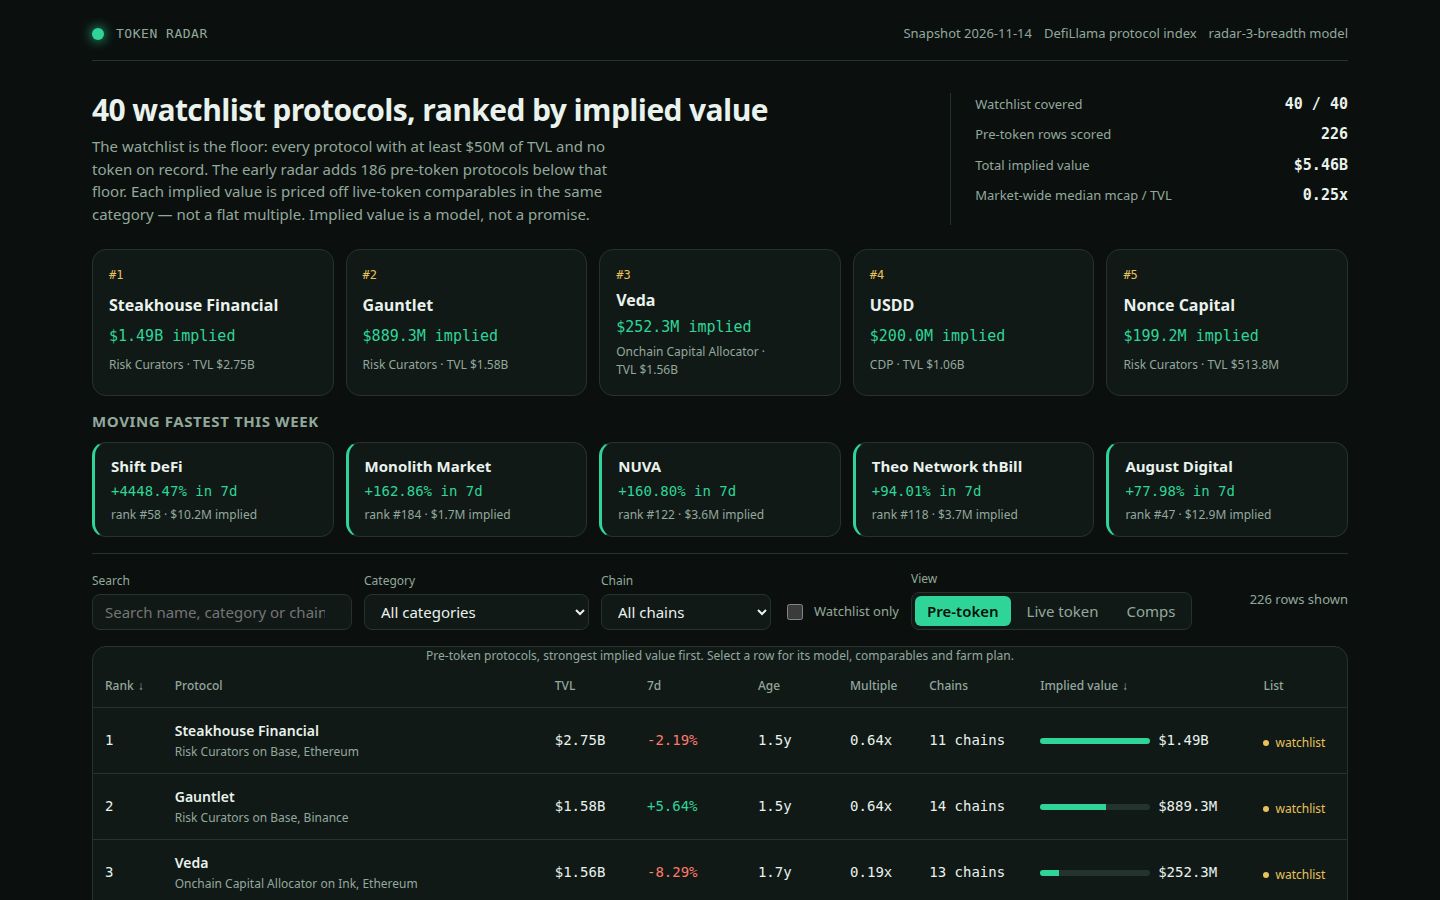 TOKEN RADAR
Snapshot 2026-11-14 DefiLlama protocol index radar-3-breadth model
40 watchlist protocols, ranked by implied value
The watchlist is the floor: every protocol with at least $50M of TVL and no
token on record. The early radar adds 186 pre-token protocols below that
floor. Each implied value is priced off live-token comparables in the same
category — not a flat multiple. Implied value is a model, not a promise.
Watchlist covered 40 / 40
Pre-token rows scored 226
Total implied value $5.46B
Market-wide median mcap / TVL 0.25x
#1
Steakhouse Financial
$1.49B implied
Risk Curators · TVL $2.75B
#2
Gauntlet
$889.3M implied
Risk Curators · TVL $1.58B
#3
Veda
$252.3M implied
Onchain Capital Allocator ·
TVL $1.56B
#4
USDD
$200.0M implied
CDP · TVL $1.06B
#5
Nonce Capital
$199.2M implied
Risk Curators · TVL $513.8M
MOVING FASTEST THIS WEEK
Shift DeFi
+4448.47% in 7d
rank #58 · $10.2M implied
Monolith Market
+162.86% in 7d
rank #184 · $1.7M implied
NUVA
+160.80% in 7d
rank #122 · $3.6M implied
Theo Network thBill
+94.01% in 7d
rank #118 · $3.7M implied
August Digital
+77.98% in 7d
rank #47 · $12.9M implied
Search
Search name, category or chain
Category
All categories
Chain
All chains
Watchlist only
View
Pre-token Live token Comps
226 rows shown
Pre-token protocols, strongest implied value first. Select a row for its model, comparables and farm plan.
Rank ↓ Protocol TVL 7d Age Multiple Chains Implied value ↓ List
1 Steakhouse Financial $2.75B -2.19% 1.5y 0.64x 11 chains $1.49B watchlist
Risk Curators on Base, Ethereum
2 Gauntlet $1.58B +5.64% 1.5y 0.64x 14 chains $889.3M watchlist
Risk Curators on Base, Binance
3 Veda $1.56B -8.29% 1.7y 0.19x 13 chains $252.3M watchlist
Onchain Capital Allocator on Ink, Ethereum